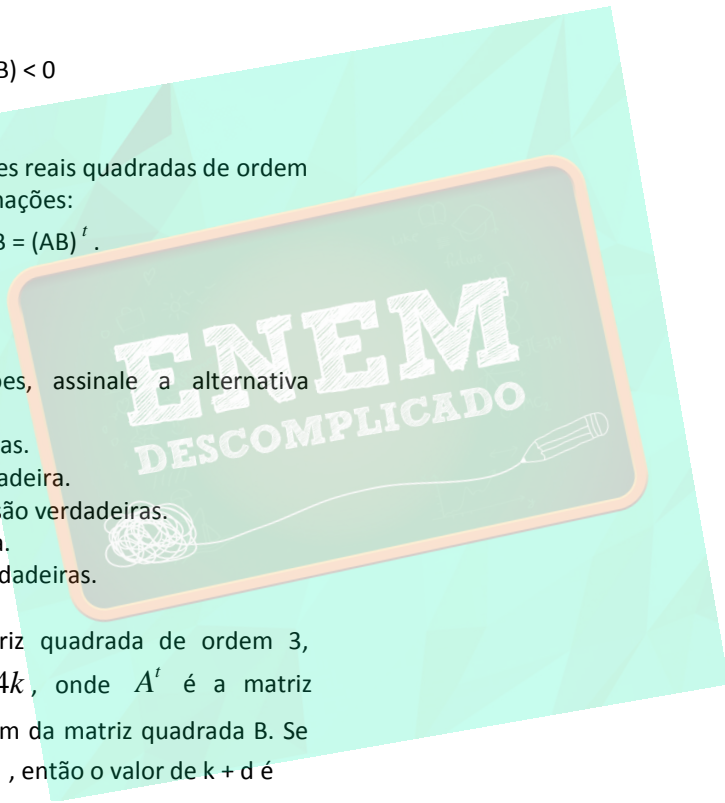 B) < 0
es reais quadradas de ordem
nações:
B = (AB) ᵗ .
ENEM
DESCOMPLICADO
es, assinale a alternativa
as.
adeira.
são verdadeiras.
a.
dadeiras.
riz quadrada de ordem 3,
4k , onde Aᵗ é a matriz
m da matriz quadrada B. Se
, então o valor de k + d é